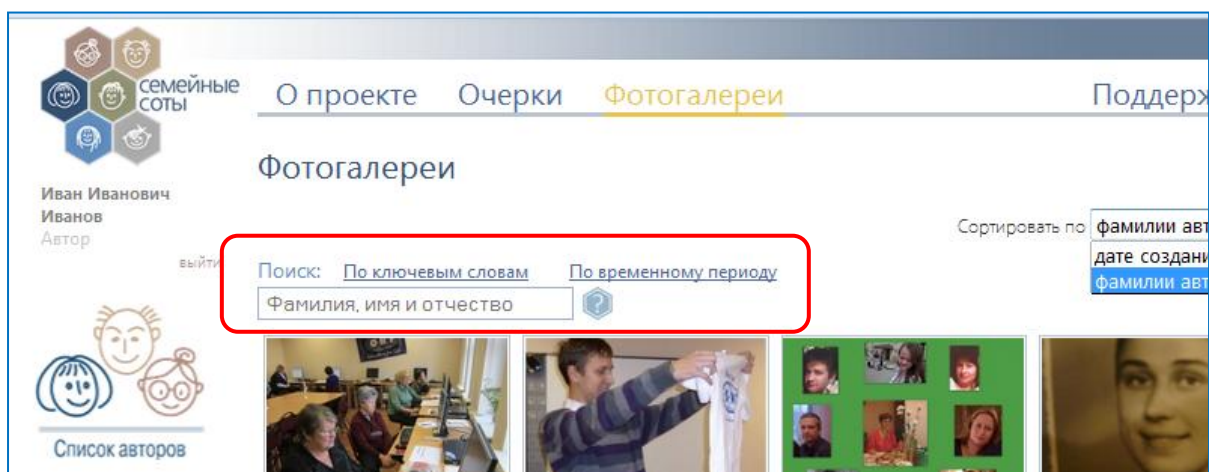 семейные
соты
О проекте Очерки Фотогалереи Поддерж
Фотогалереи
Иван Иванович
Иванов
Автор
выйти
Сортировать по фамилии авт
дате создани
фамилии авт
Поиск: По ключевым словам По временному периоду
Фамилия, имя и отчество ?
Список авторов